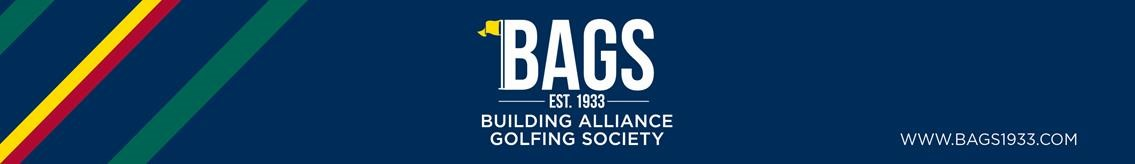 BAGS
EST. 1933
BUILDING ALLIANCE
GOLFING SOCIETY
WWW.BAGS1933.COM